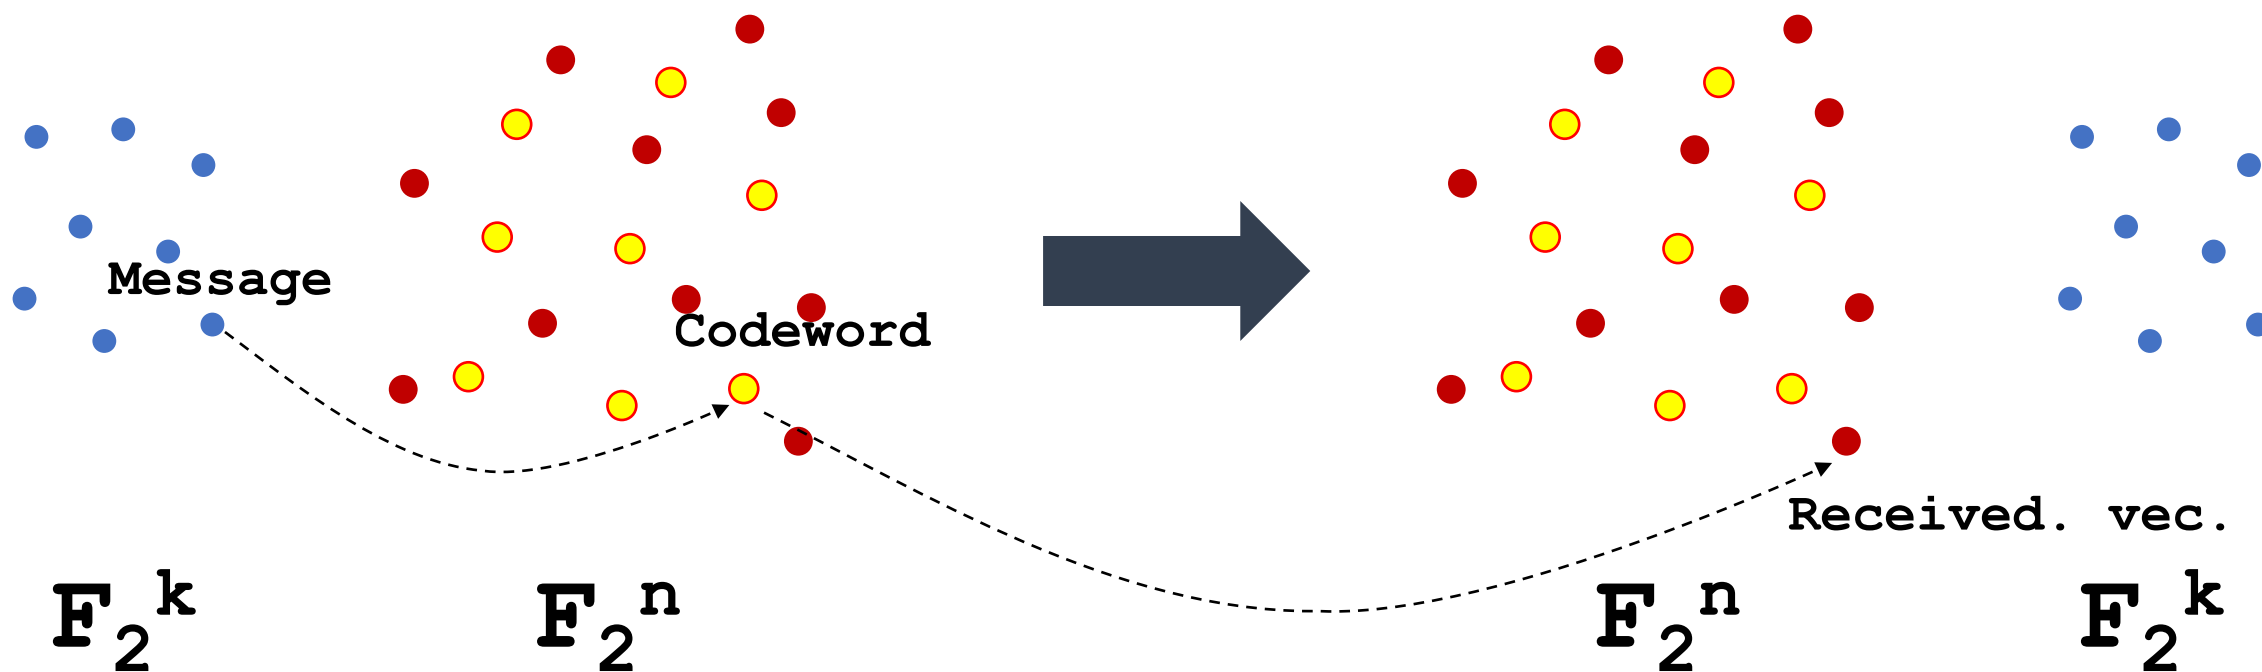 Message
Codeword
Received. vec.
F₂ᵏ
F₂ⁿ
F₂ⁿ
F₂ᵏ